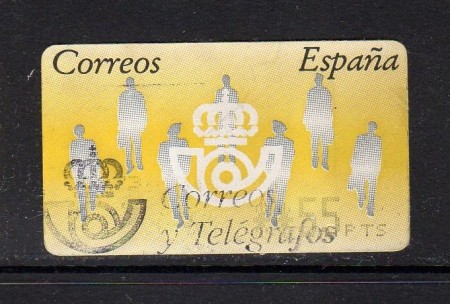 Correos España
Correos
y Telégrafos
55
PTS